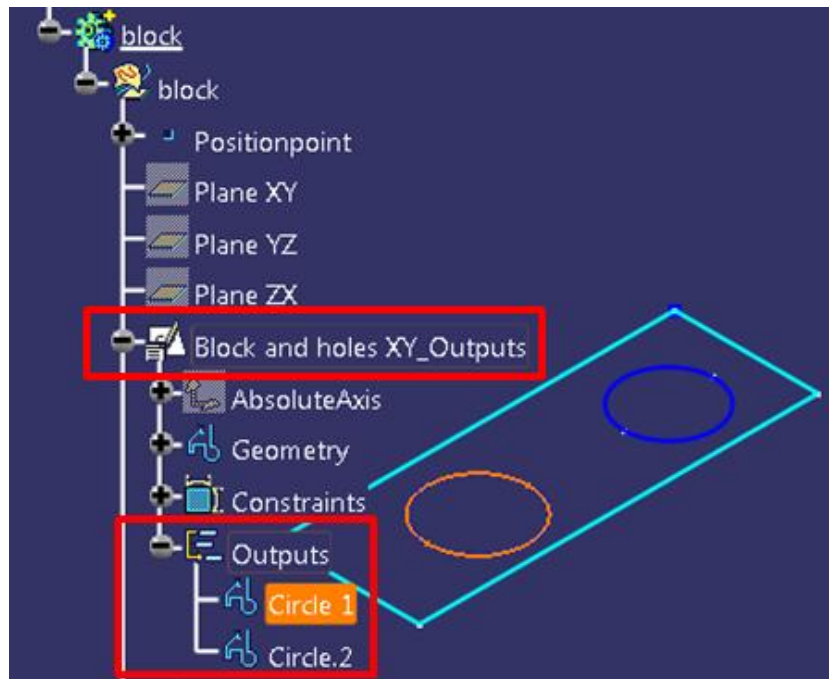 block
block
Positionpoint
Plane XY
Plane YZ
Plane ZX
Block and holes XY_Outputs
AbsoluteAxis
Geometry
Constraints
Outputs
Circle 1
Circle.2